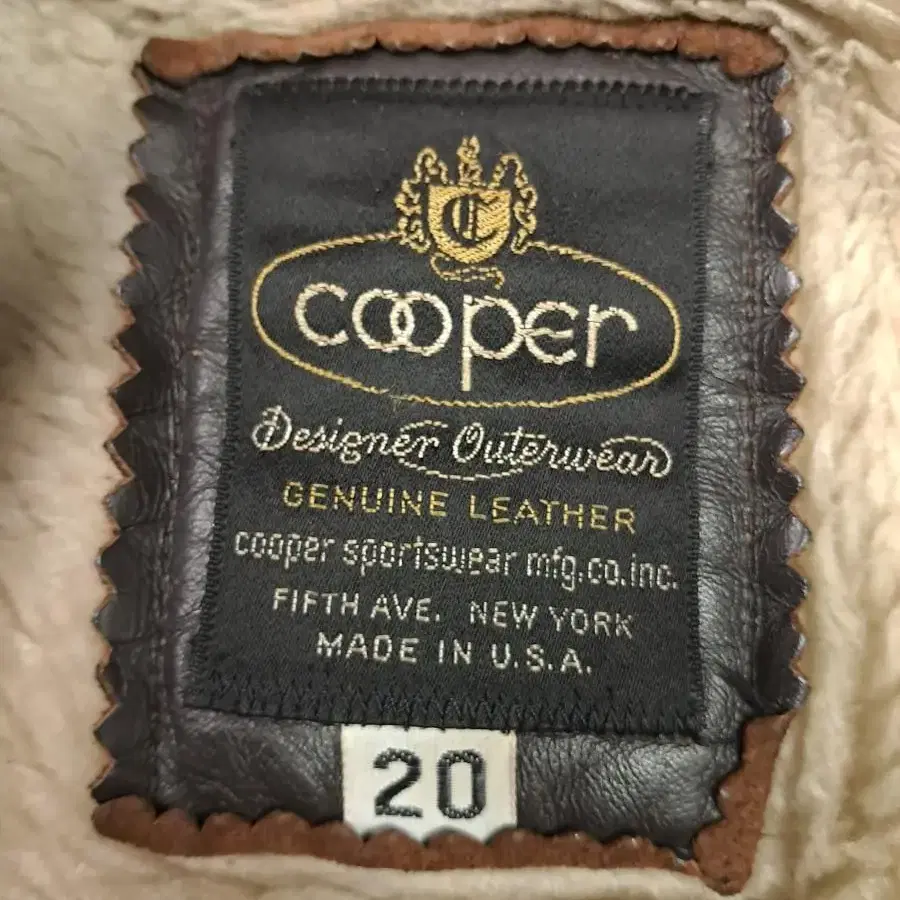 C
cooper
Designer Outerwear
GENUINE LEATHER
cooper sportswear mfg.co.inc.
FIFTH AVE. NEW YORK
MADE IN U.S.A.
20